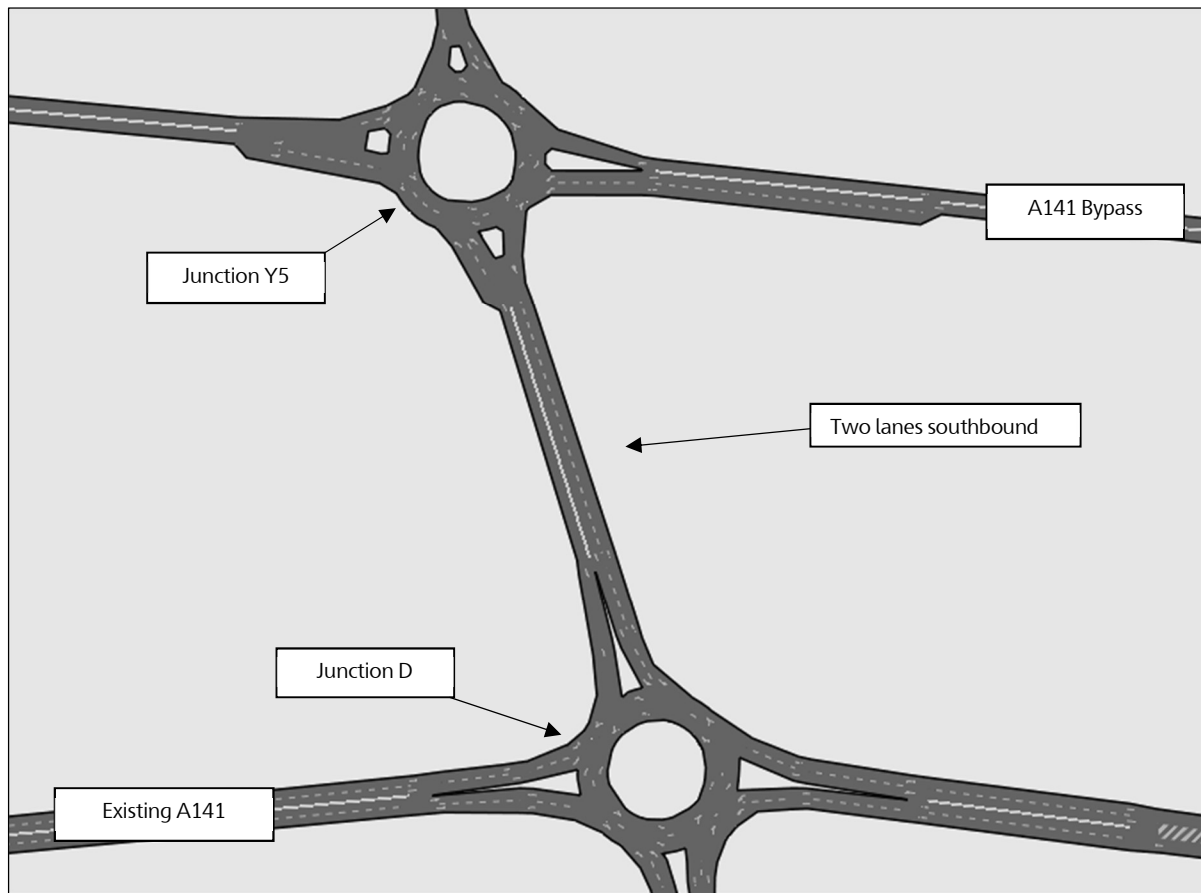 A141 Bypass
Junction Y5
Two lanes southbound
Junction D
Existing A141